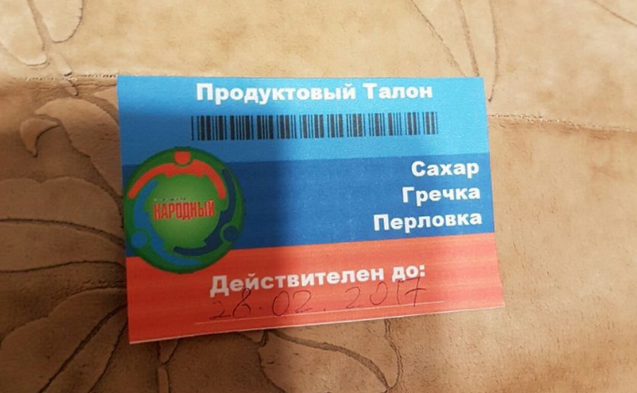 Продуктовый Талон
Сахар
Гречка
Перловка
НАРОДНЫЙ
Действителен до:
28.02.2017